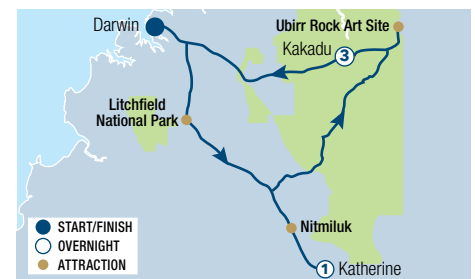 Darwin
Ubirr Rock Art Site
Kakadu
3
Litchfield
National Park
START/FINISH
OVERNIGHT
ATTRACTION
Nitmiluk
1
Katherine